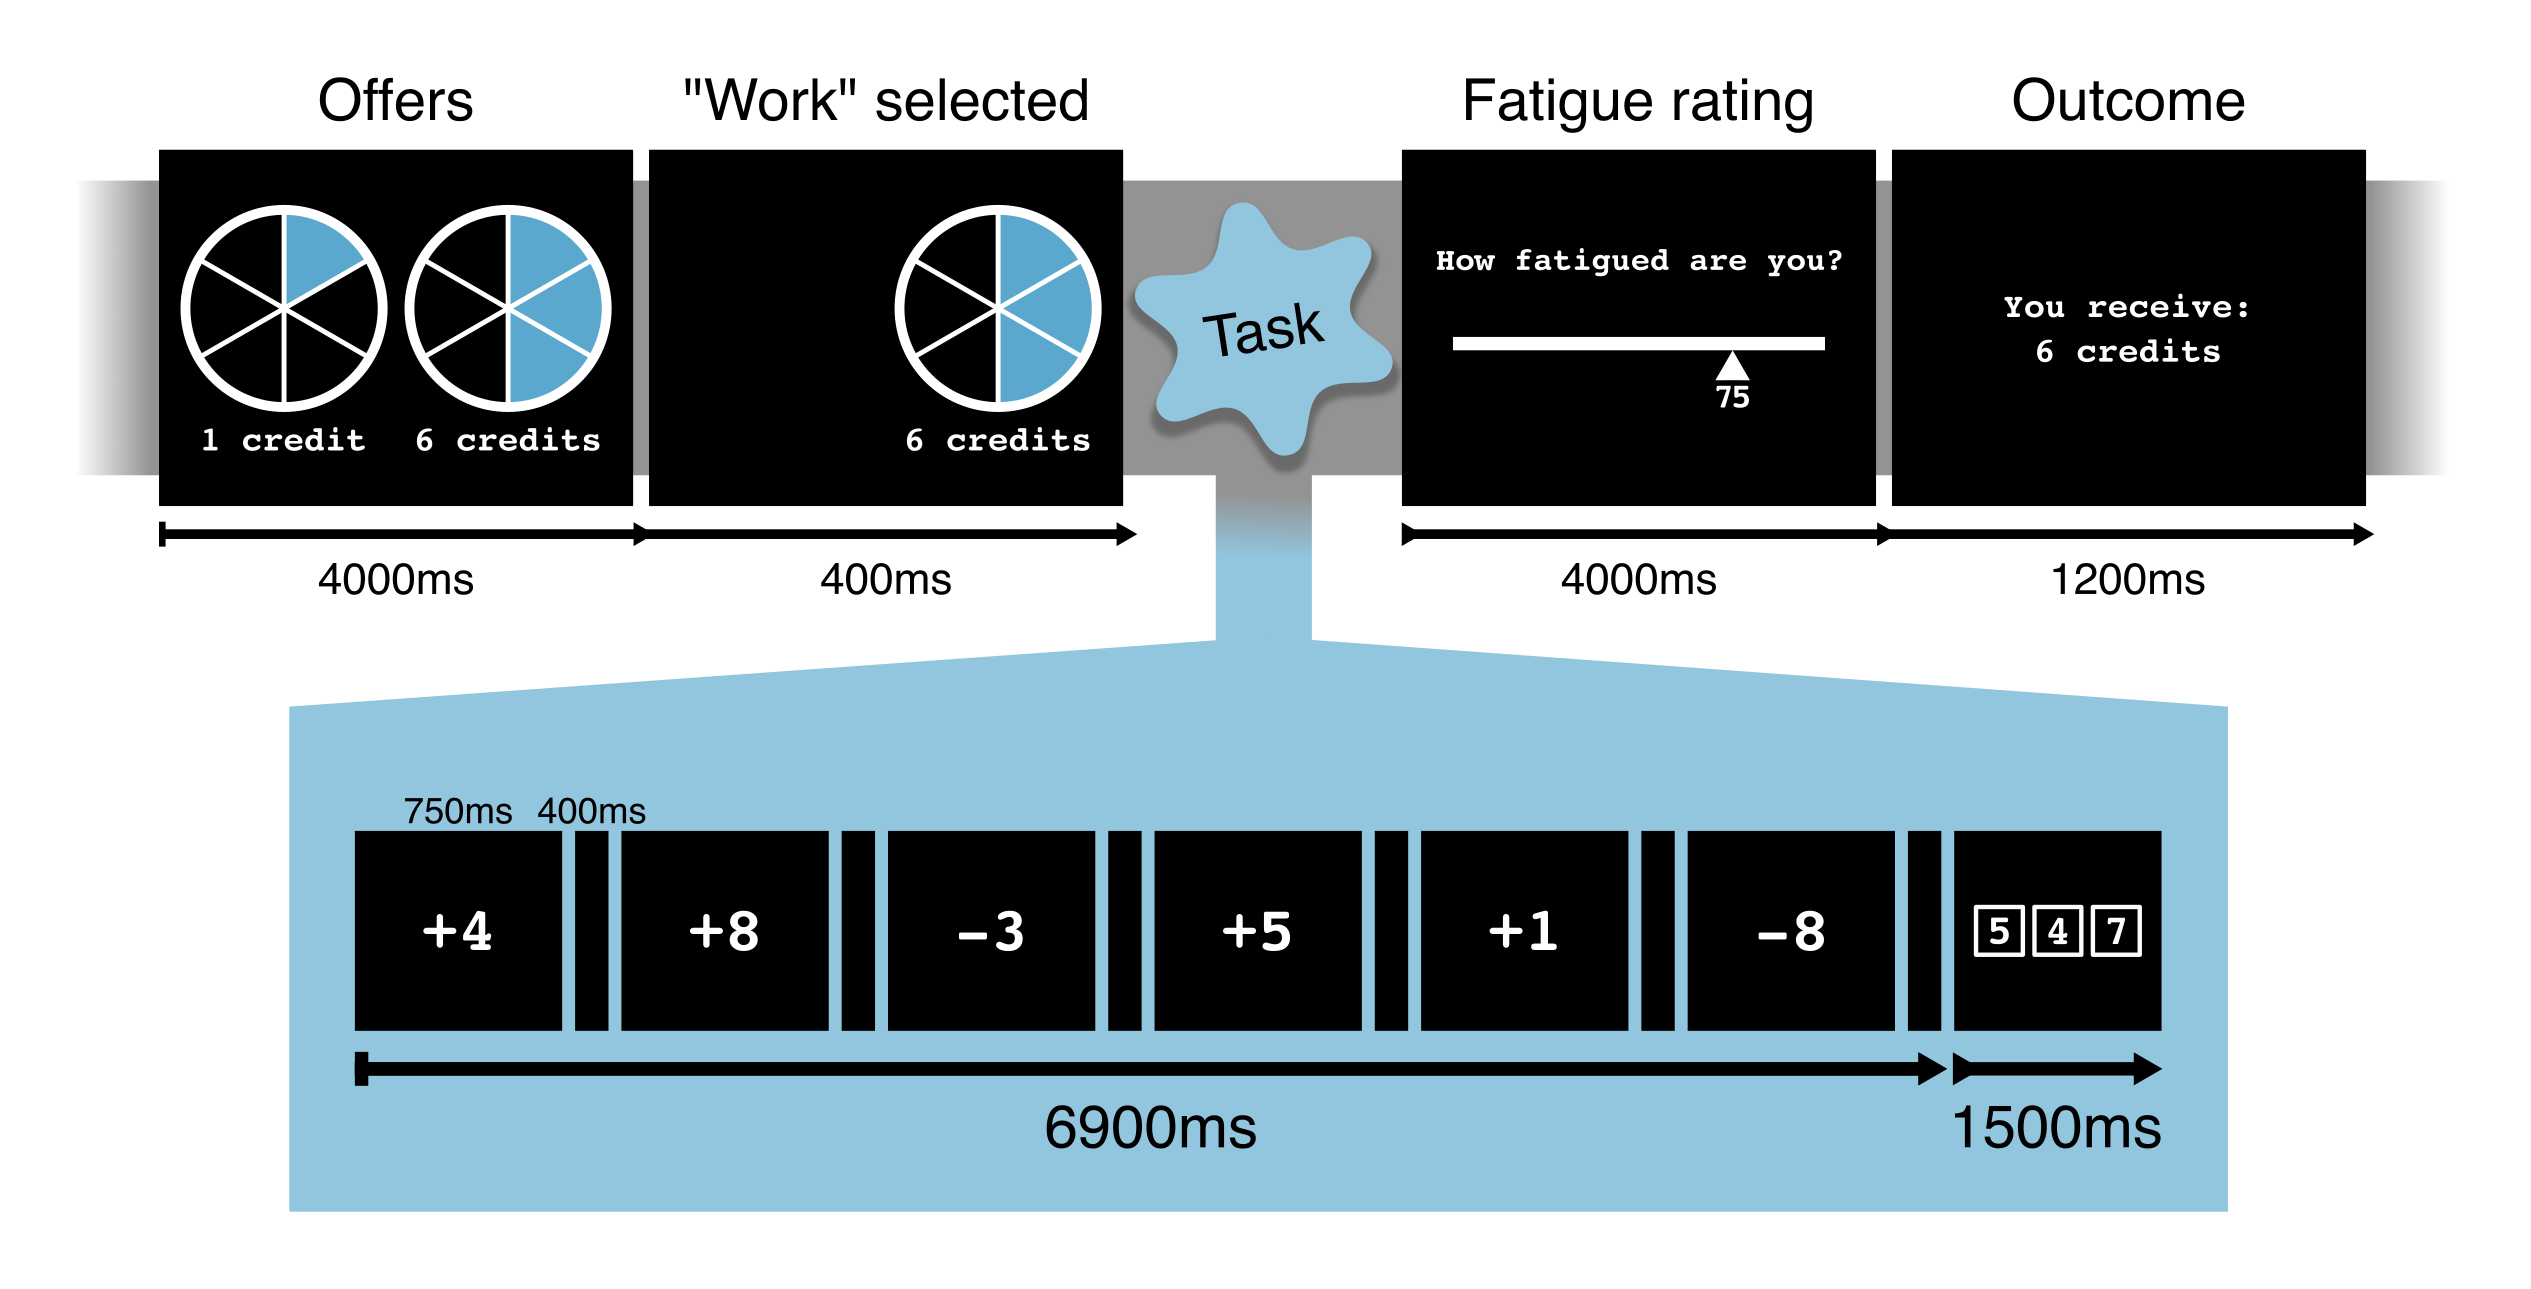 Offers
"Work" selected
Fatigue rating
Outcome
1 credit
6 credits
6 credits
Task
How fatigued are you?
75
You receive:
6 credits
4000ms
400ms
4000ms
1200ms
750ms
400ms
+4
+8
-3
+5
+1
-8
5 4 7
6900ms
1500ms